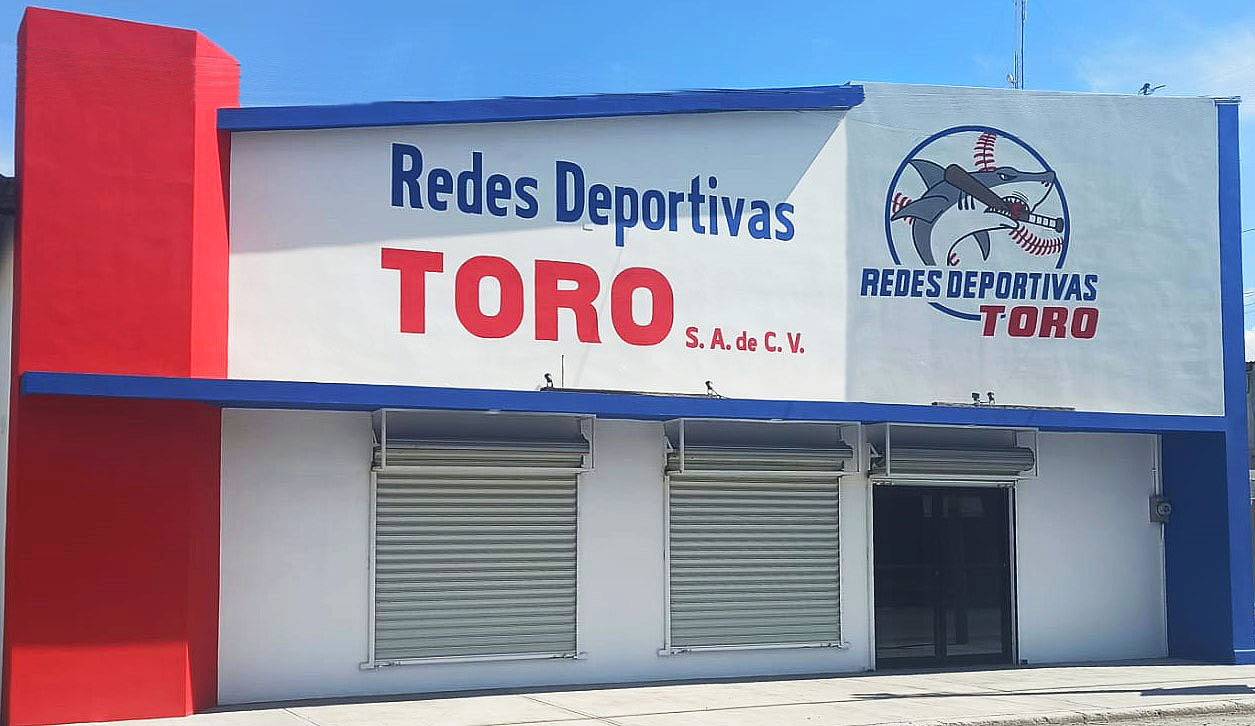 Redes Deportivas
TORO
S. A. de C. V.
REDES DEPORTIVAS
TORO